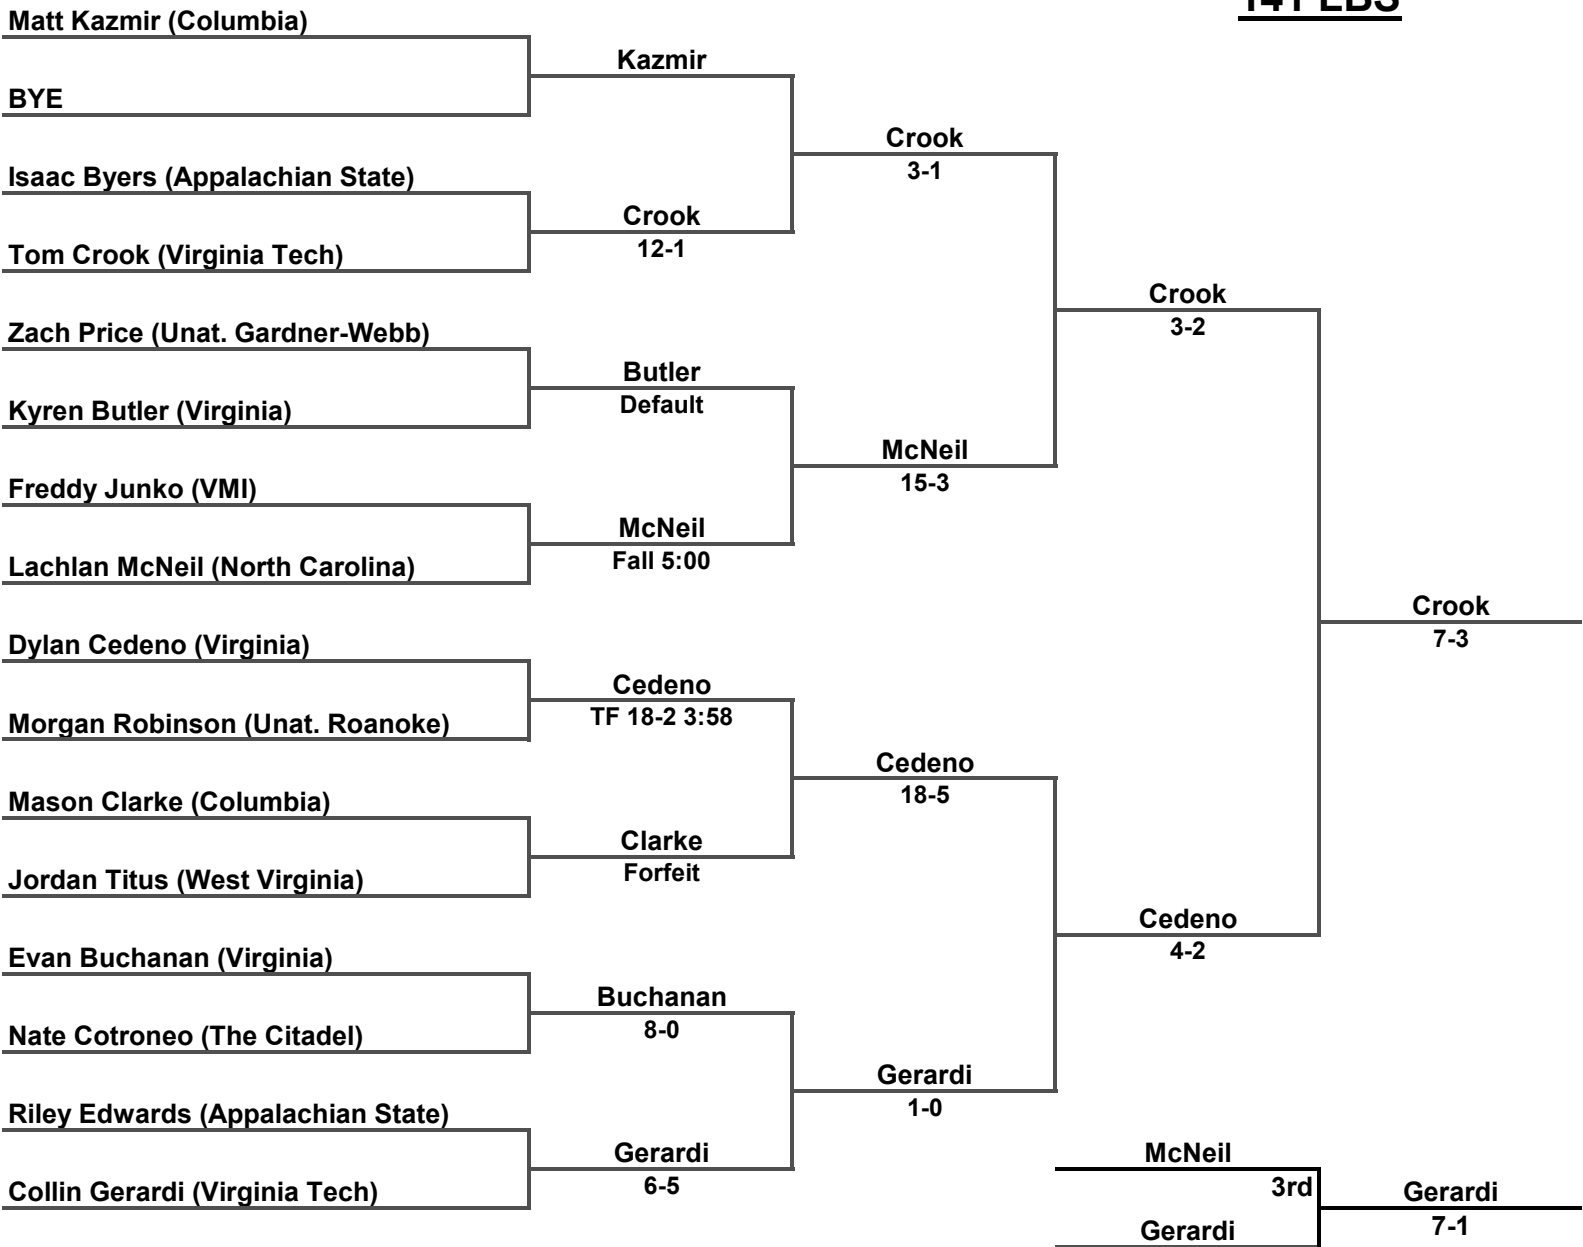 141 LBS
Matt Kazmir (Columbia)
Kazmir
BYE
Crook
3-1
Isaac Byers (Appalachian State)
Crook
12-1
Tom Crook (Virginia Tech)
Crook
3-2
Zach Price (Unat. Gardner-Webb)
Butler
Default
Kyren Butler (Virginia)
McNeil
15-3
Freddy Junko (VMI)
McNeil
Fall 5:00
Lachlan McNeil (North Carolina)
Crook
7-3
Dylan Cedeno (Virginia)
Cedeno
TF 18-2 3:58
Morgan Robinson (Unat. Roanoke)
Cedeno
18-5
Mason Clarke (Columbia)
Clarke
Forfeit
Jordan Titus (West Virginia)
Cedeno
4-2
Evan Buchanan (Virginia)
Buchanan
8-0
Nate Cotroneo (The Citadel)
Gerardi
1-0
Riley Edwards (Appalachian State)
Gerardi
6-5
Collin Gerardi (Virginia Tech)
McNeil
3rd
Gerardi
7-1
Gerardi